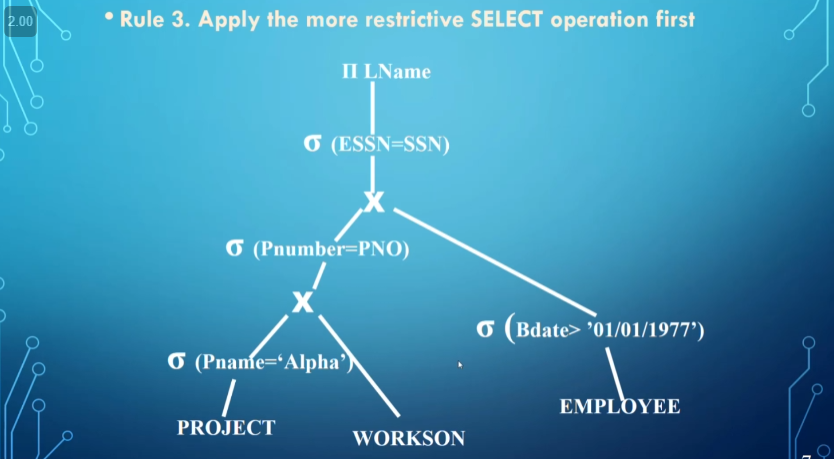 2.00
• Rule 3. Apply the more restrictive SELECT operation first
Π LName
σ (ESSN=SSN)
X
σ (Pnumber=PNO)
X
σ (Bdate> ’01/01/1977’)
σ (Pname=‘Alpha’)
EMPLOYEE
PROJECT
WORKSON
7